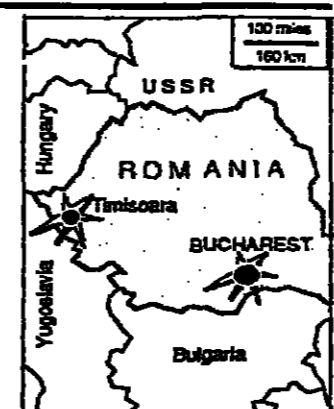 100 miles
160 km
USSR
Hungary
ROMANIA
Timisoara
BUCHAREST
Yugoslavia
Bulgaria